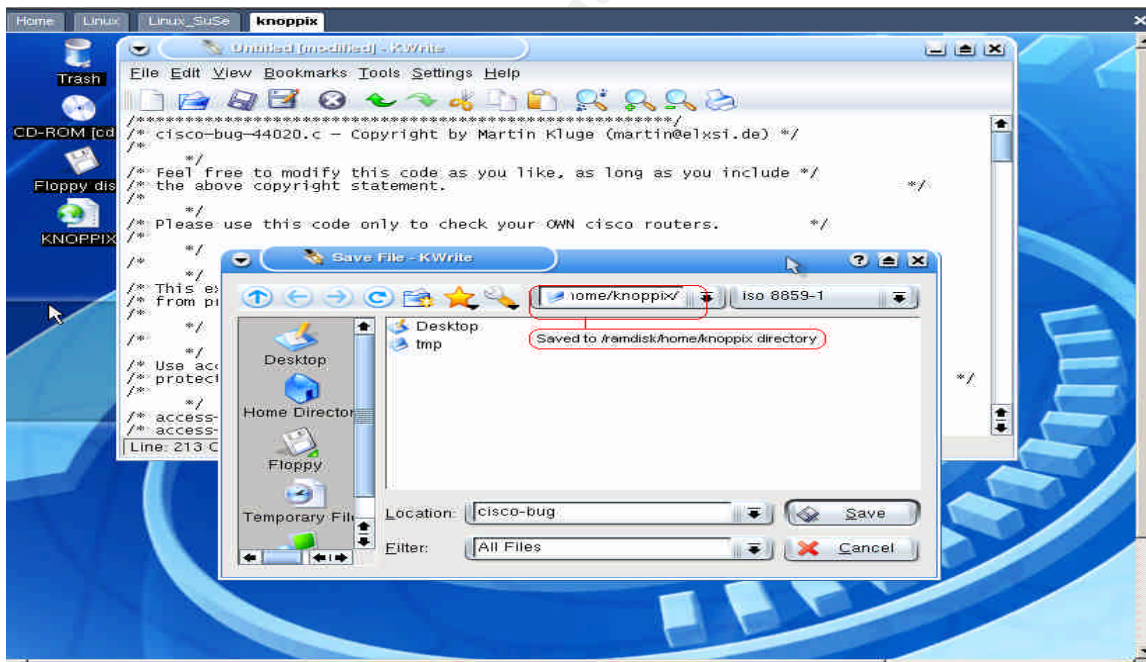 Home Linux Linux_SuSe knoppix
Trash
CD-ROM [cd
Floppy dis
KNOPPIX
Untitled [modified] - KWrite
File Edit View Bookmarks Tools Settings Help
/********************************************************/
/* cisco-bug-44020.c - Copyright by Martin Kluge (martin@elxsi.de) */
/*
*/
/* Feel free to modify this code as you like, as long as you include */
/* the above copyright statement. */
/*
*/
/* Please use this code only to check your OWN cisco routers. */
/*
*/
/*
*/
/* This
/* from
/*
*/
/*
*/
/* Use
/* */
/*
*/
/* access-
/* access-
Line: 213
Save File - KWrite
home/knoppix/ iso 8859-1
Saved to /ramdisk/home/knoppix directory
Desktop
Home Director
Floppy
Temporary File
Desktop
tmp
Location: cisco-bug Save
Filter: All Files Cancel